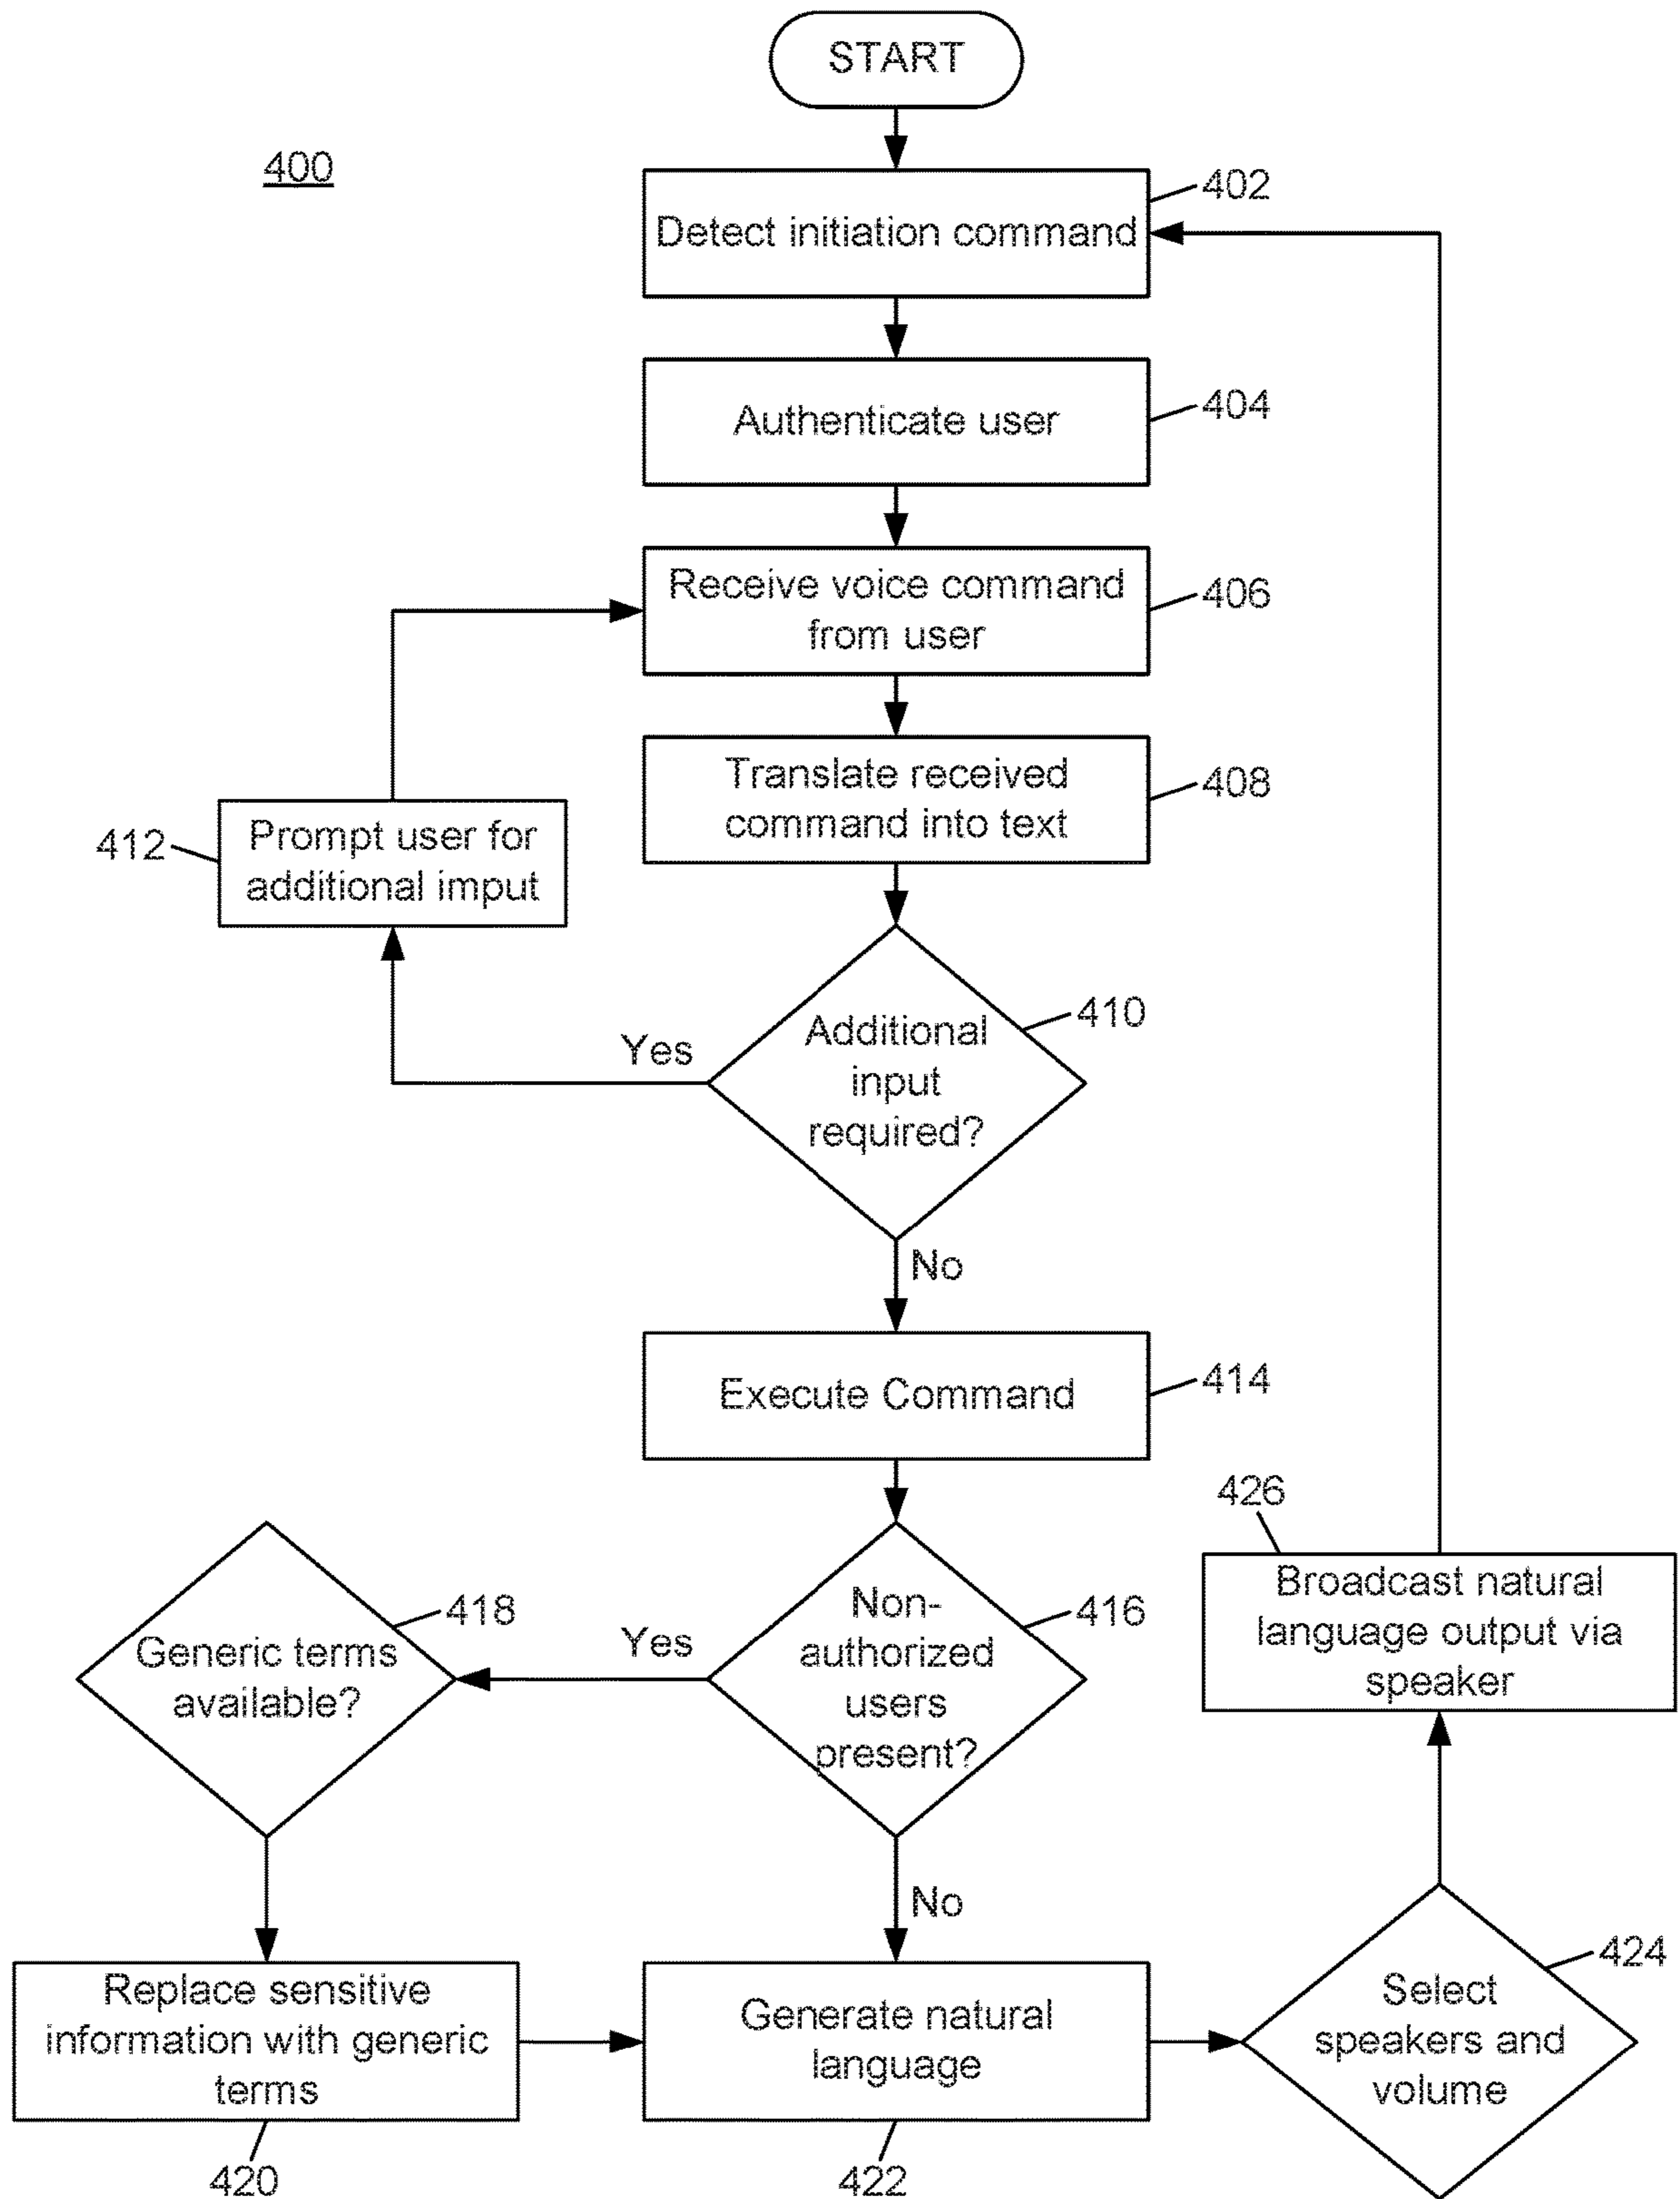 START
400
402
Detect initiation command
404
Authenticate user
Receive voice command
from user
406
Translate received
command into text
408
412
Prompt user for
additional imput
410
Additional
input
required?
Yes
No
Execute Command
414
426
Broadcast natural
language output via
speaker
418
Generic terms
available?
Yes
416
Non-
authorized
users
present?
No
424
Select
speakers and
volume
Replace sensitive
information with generic
terms
420
Generate natural
language
422